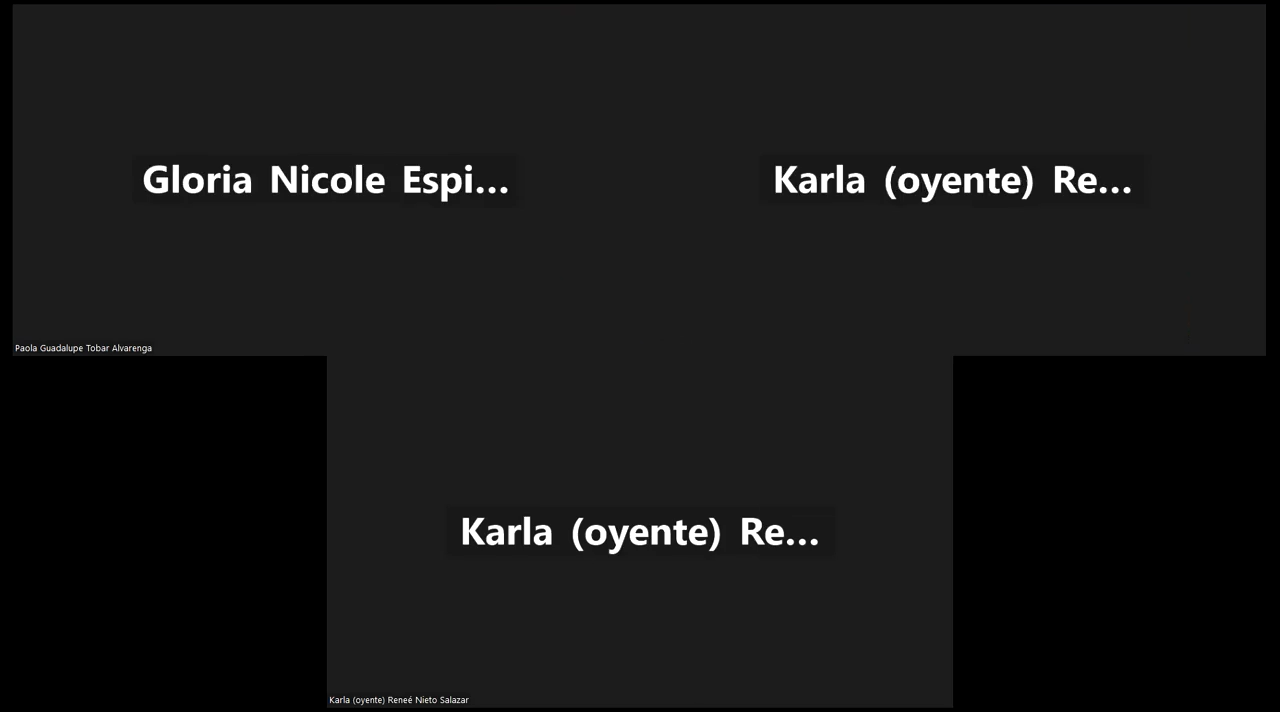 Gloria Nicole Espi...
Karla (oyente) Re...
Paola Guadalupe Tobar Alvarenga
Karla (oyente) Re...
Karla (oyente) Reneé Nieto Salazar